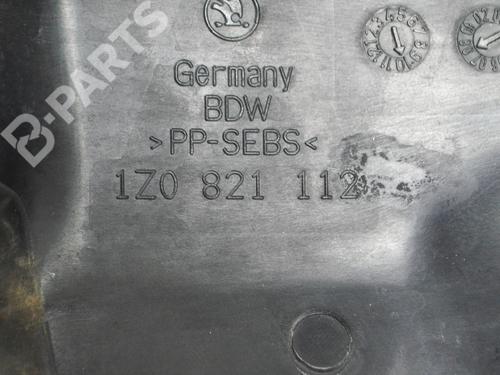 B-PARTS
Germany
BDW
>PP-SEBS<
1Z0 821 112